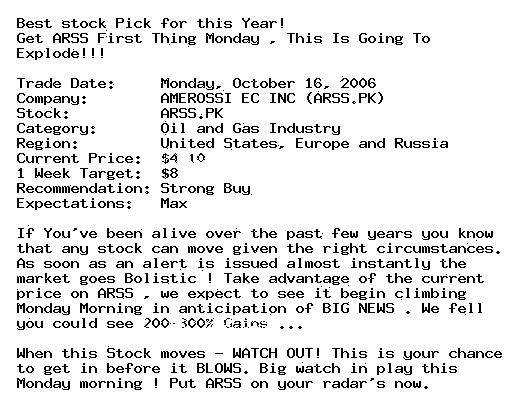 Best stock Pick for this Year!
Get ARSS First Thing Monday , This Is Going To
Explode!!!
Trade Date: Monday, October 16, 2006
Company: AMEROSSI EC INC (ARSS.PK)
Stock: ARSS.PK
Category: Oil and Gas Industry
Region: United States, Europe and Russia
Current Price: $4 10
1 Week Target: $8
Recommendation: Strong Buy
Expectations: Max
If You've been alive over the past few years you know
that any stock can move given the right circumstances.
As soon as an alert is issued almost instantly the
market goes Bolistic ! Take advantage of the current
price on ARSS , we expect to see it begin climbing
Monday Morning in anticipation of BIG NEWS . We fell
you could see 200-300% Gains ...
When this Stock moves - WATCH OUT! This is your chance
to get in before it BLOWS. Big watch in play this
Monday morning ! Put ARSS on your radar's now.